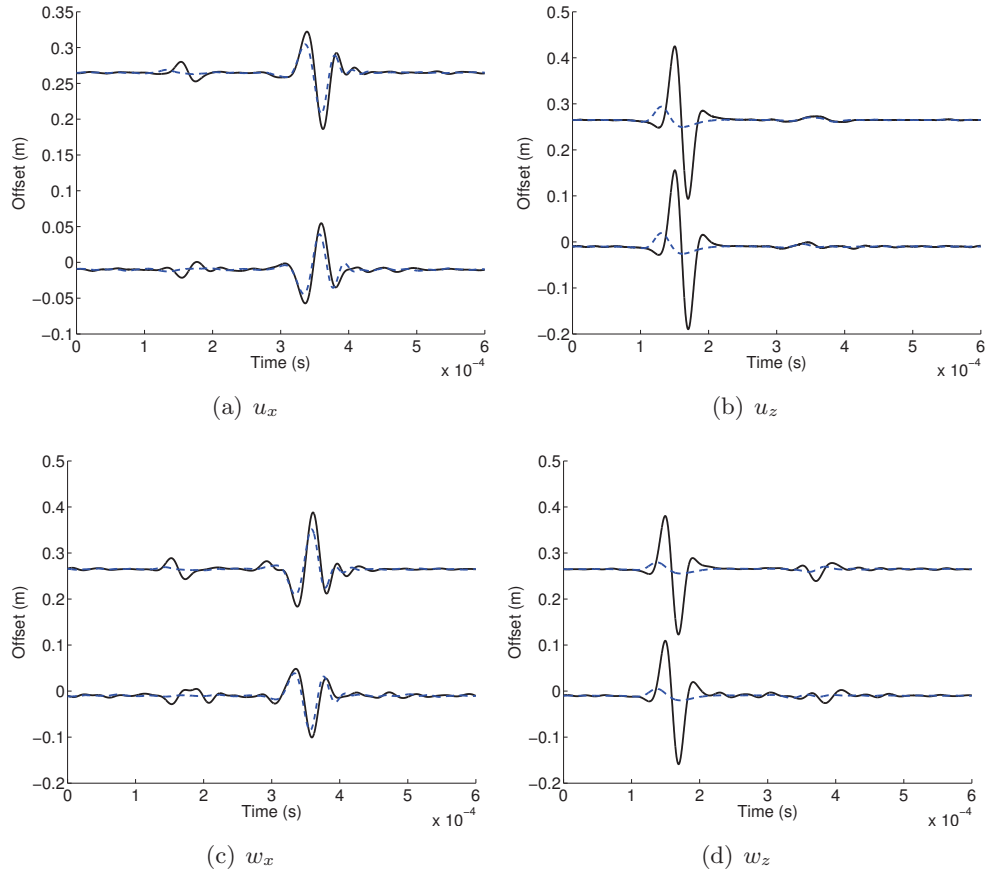 0.35
0.3
0.25
0.2
0.15
0.1
0.05
0
−0.05
−0.1
Offset (m)
0 1 2 3 4 5 6
Time (s)
x 10⁻⁴
(a) uₓ
0.5
0.4
0.3
0.2
0.1
0
−0.1
−0.2
Offset (m)
0 1 2 3 4 5 6
Time (s)
x 10⁻⁴
(b) u_z
0.5
0.4
0.3
0.2
0.1
0
−0.1
−0.2
Offset (m)
0 1 2 3 4 5 6
Time (s)
x 10⁻⁴
(c) wₓ
0.5
0.4
0.3
0.2
0.1
0
−0.1
−0.2
Offset (m)
0 1 2 3 4 5 6
Time (s)
x 10⁻⁴
(d) w_z